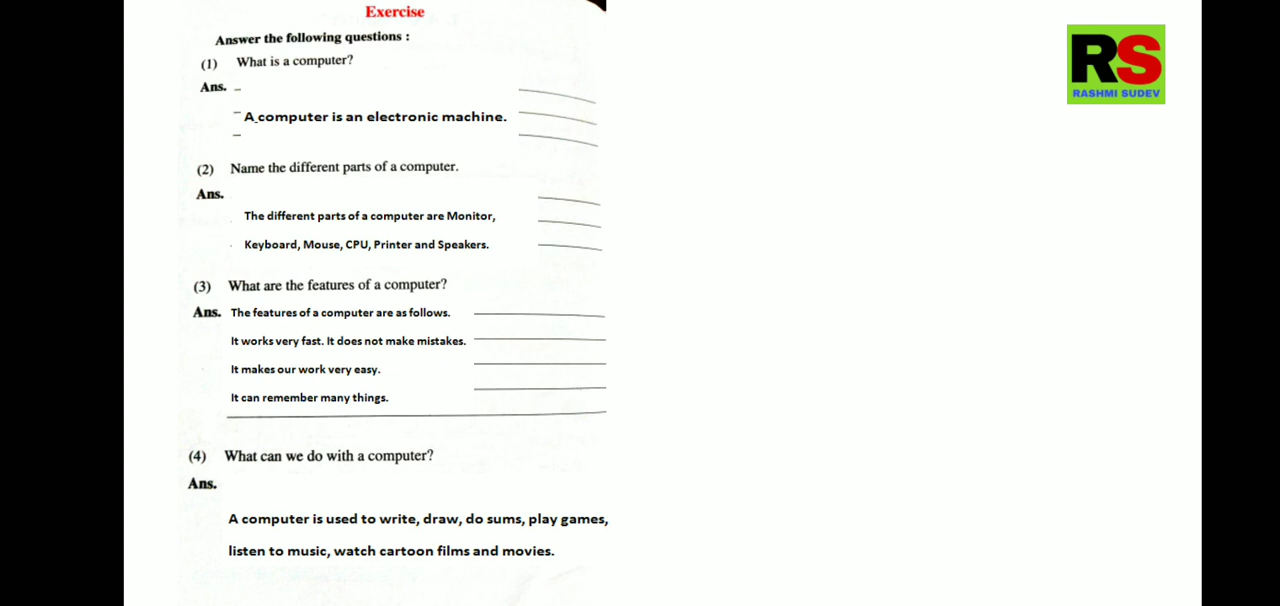 Exercise
Answer the following questions :
(1) What is a computer?
Ans.
A computer is an electronic machine.
(2) Name the different parts of a computer.
Ans.
The different parts of a computer are Monitor,
Keyboard, Mouse, CPU, Printer and Speakers.
(3) What are the features of a computer?
Ans. The features of a computer are as follows.
It works very fast. It does not make mistakes.
It makes our work very easy.
It can remember many things.
(4) What can we do with a computer?
Ans.
A computer is used to write, draw, do sums, play games,
listen to music, watch cartoon films and movies.
RS
RASHMI SUDEV